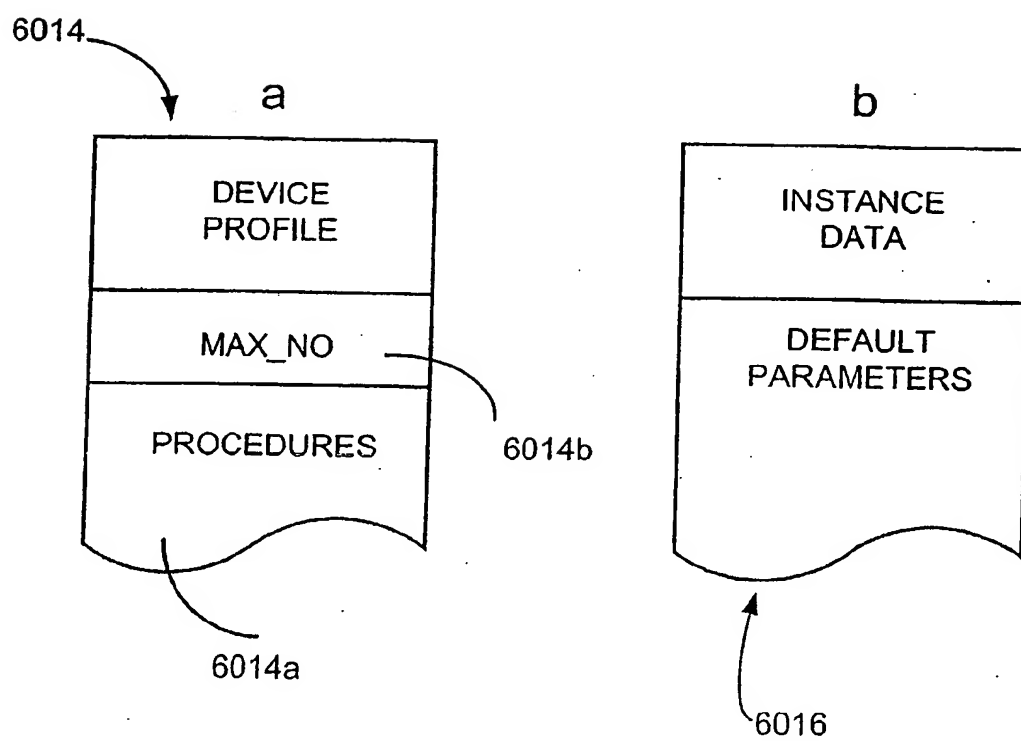 6014
a
b
DEVICE
PROFILE
MAX_NO
PROCEDURES
6014b
6014a
INSTANCE
DATA
DEFAULT
PARAMETERS
6016